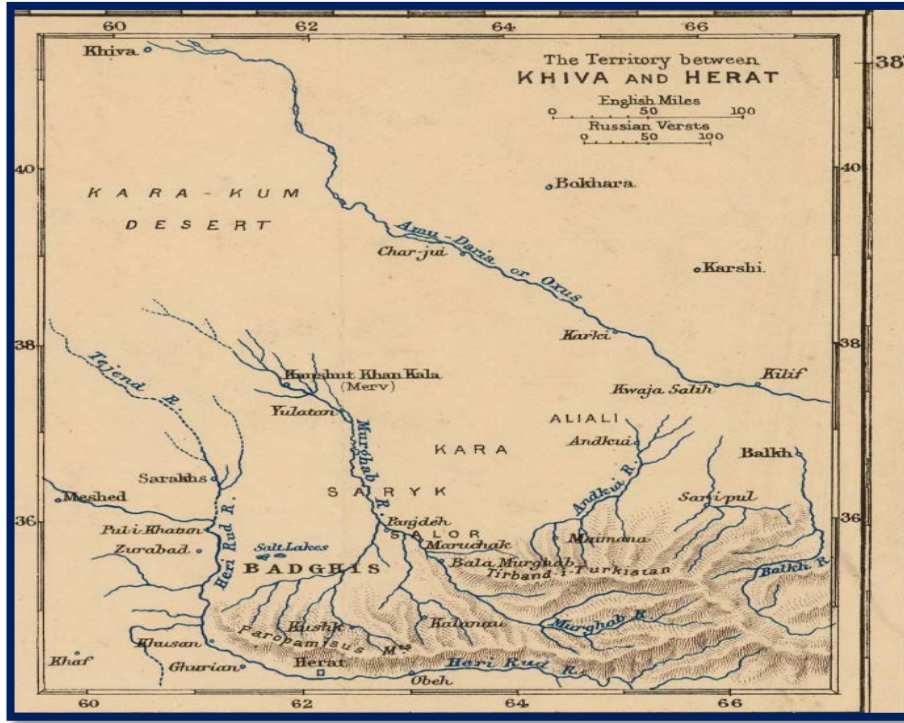 60 62 64 66
Khiva
The Territory between
KHIVA AND HERAT
English Miles
0 50 100
Russian Versts
0 50 100
38
40 40
Bokhara
KARA-KUM
DESERT
Amu-Daria or Oxus
Char-jui
Karshi
Karki
38 38
Tejend R.
Kaushut Khan Kala
(Merv)
Kwaja Salih
Kilif
Yulatan
ALIALI
Murghab R.
KARA
Andkui
Balkh
Sarakhs
SARYK
Andkui R.
Sar-i-pul
Meshed
36 36
Pul-i-Khatun
Heri Rud R.
Panjdeh
SALOR
Maimana
Zurabad
Salt Lakes
Maruchak
BADGHIS
Bala Murghab
Tirband-i-Turkistan
Balkh R.
Kushk
Kalanau
Murghab R.
Khusan
Paropamisus Mts
Khaf
Ghurian
Herat
Heri Rud R.
Obeh
60 62 64 66